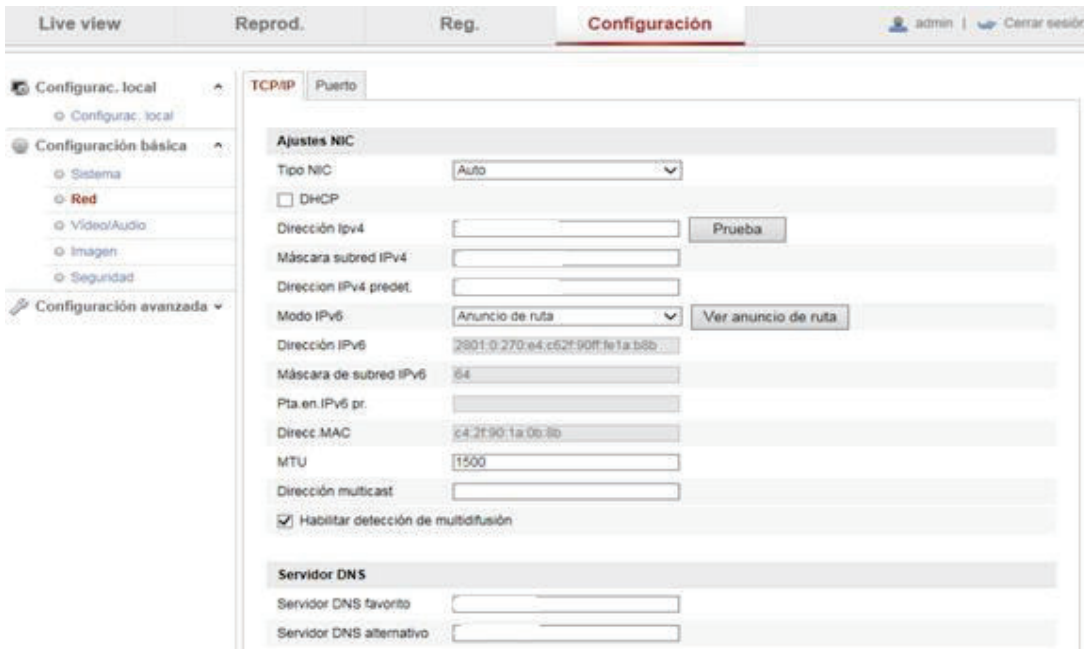 Live view
Reprod.
Reg.
Configuración
admin | Cerrar sesión
Configurac. local
Configurac. local
Configuración básica
Sistema
Red
Vídeo/Audio
Imagen
Seguridad
Configuración avanzada
TCP/IP
Puerto
Ajustes NIC
Tipo NIC Auto
DHCP
Dirección Ipv4 Prueba
Máscara subred IPv4
Direccion IPv4 predet.
Modo IPv6 Anuncio de ruta Ver anuncio de ruta
Dirección IPv6 2801:0:270:e4:c62f:90ff:fe1a:b8b
Máscara de subred IPv6 64
Pta.en.IPv6 pr.
Direcc.MAC c4:2f:90:1a:0b:8b
MTU 1500
Dirección multicast
Habilitar detección de multidifusión
Servidor DNS
Servidor DNS favorito
Servidor DNS alternativo